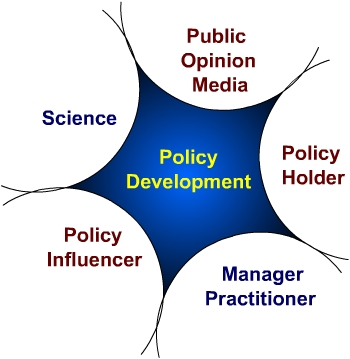 Public
Opinion
Media
Science
Policy
Holder
Policy
Development
Policy
Influencer
Manager
Practitioner